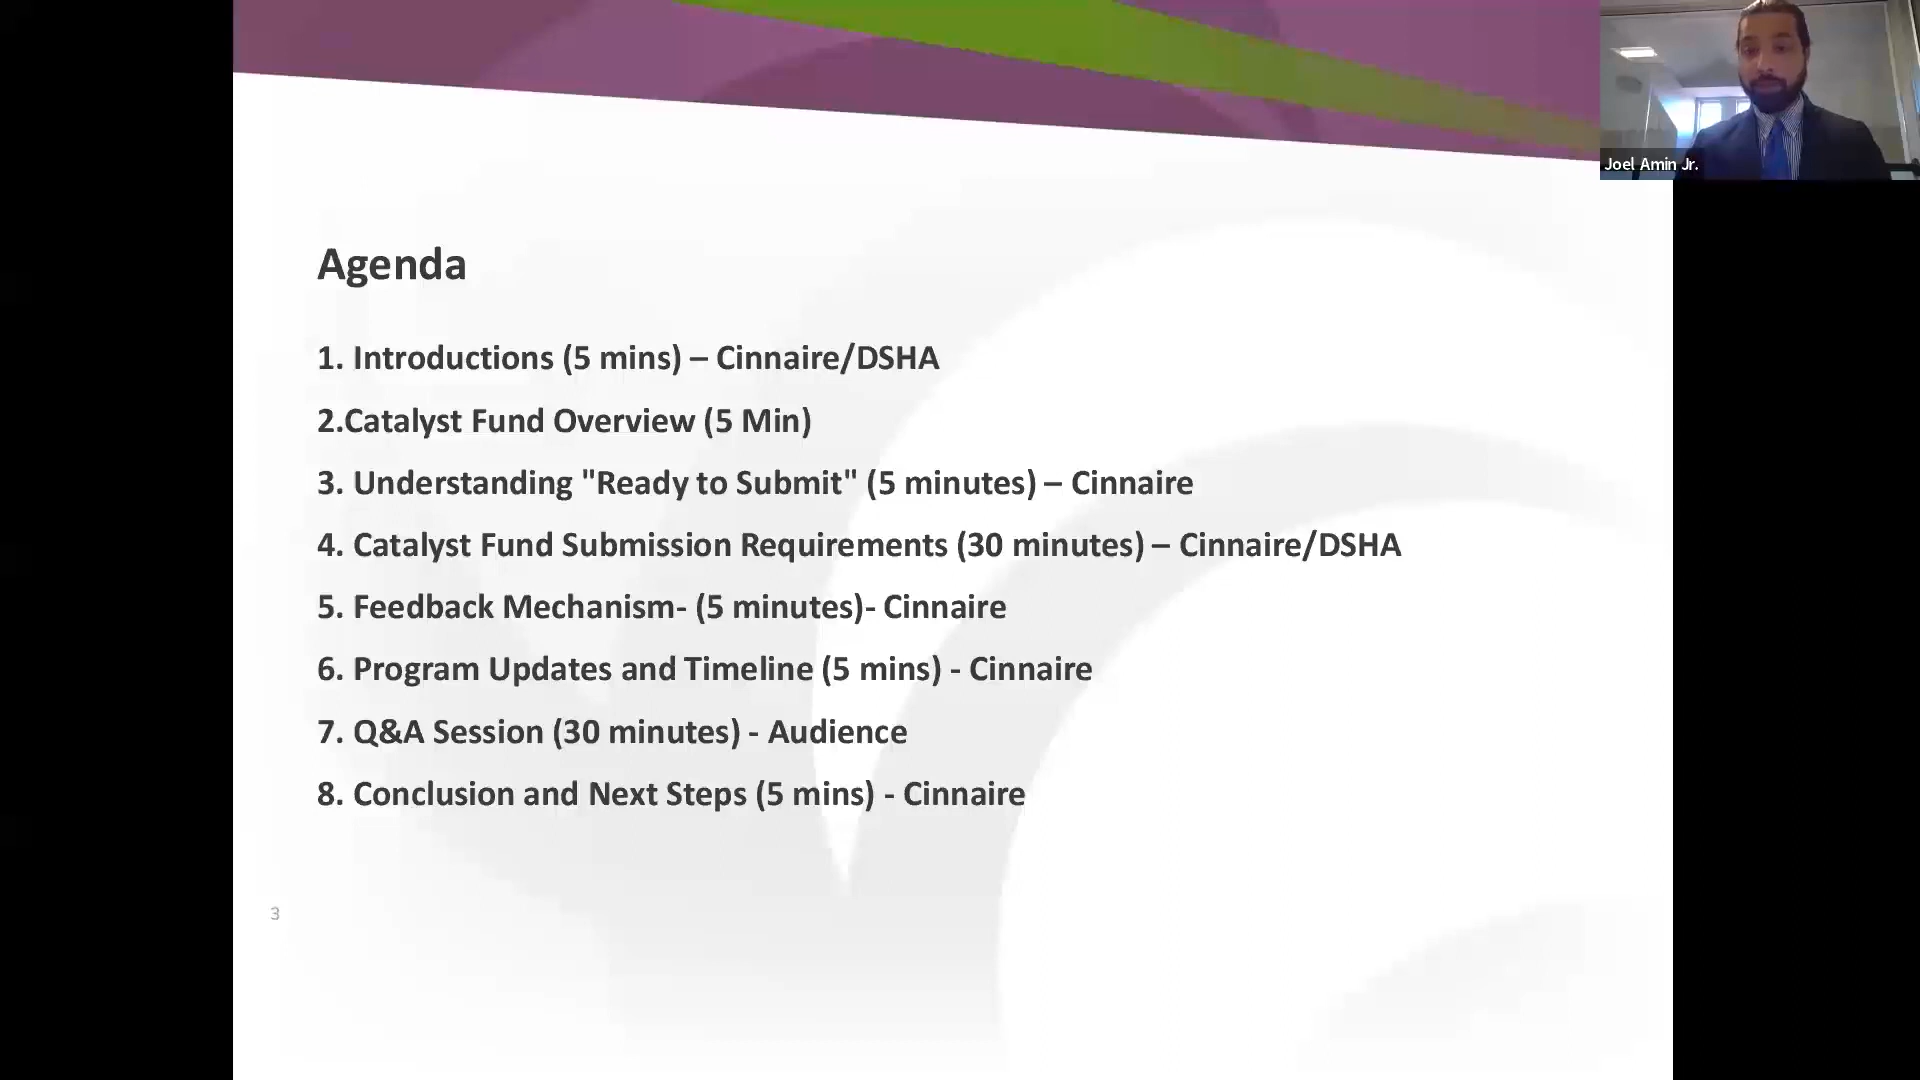 Joel Amin Jr.
Agenda
1. Introductions (5 mins) – Cinnaire/DSHA
2.Catalyst Fund Overview (5 Min)
3. Understanding "Ready to Submit" (5 minutes) – Cinnaire
4. Catalyst Fund Submission Requirements (30 minutes) – Cinnaire/DSHA
5. Feedback Mechanism- (5 minutes)- Cinnaire
6. Program Updates and Timeline (5 mins) - Cinnaire
7. Q&A Session (30 minutes) - Audience
8. Conclusion and Next Steps (5 mins) - Cinnaire
3